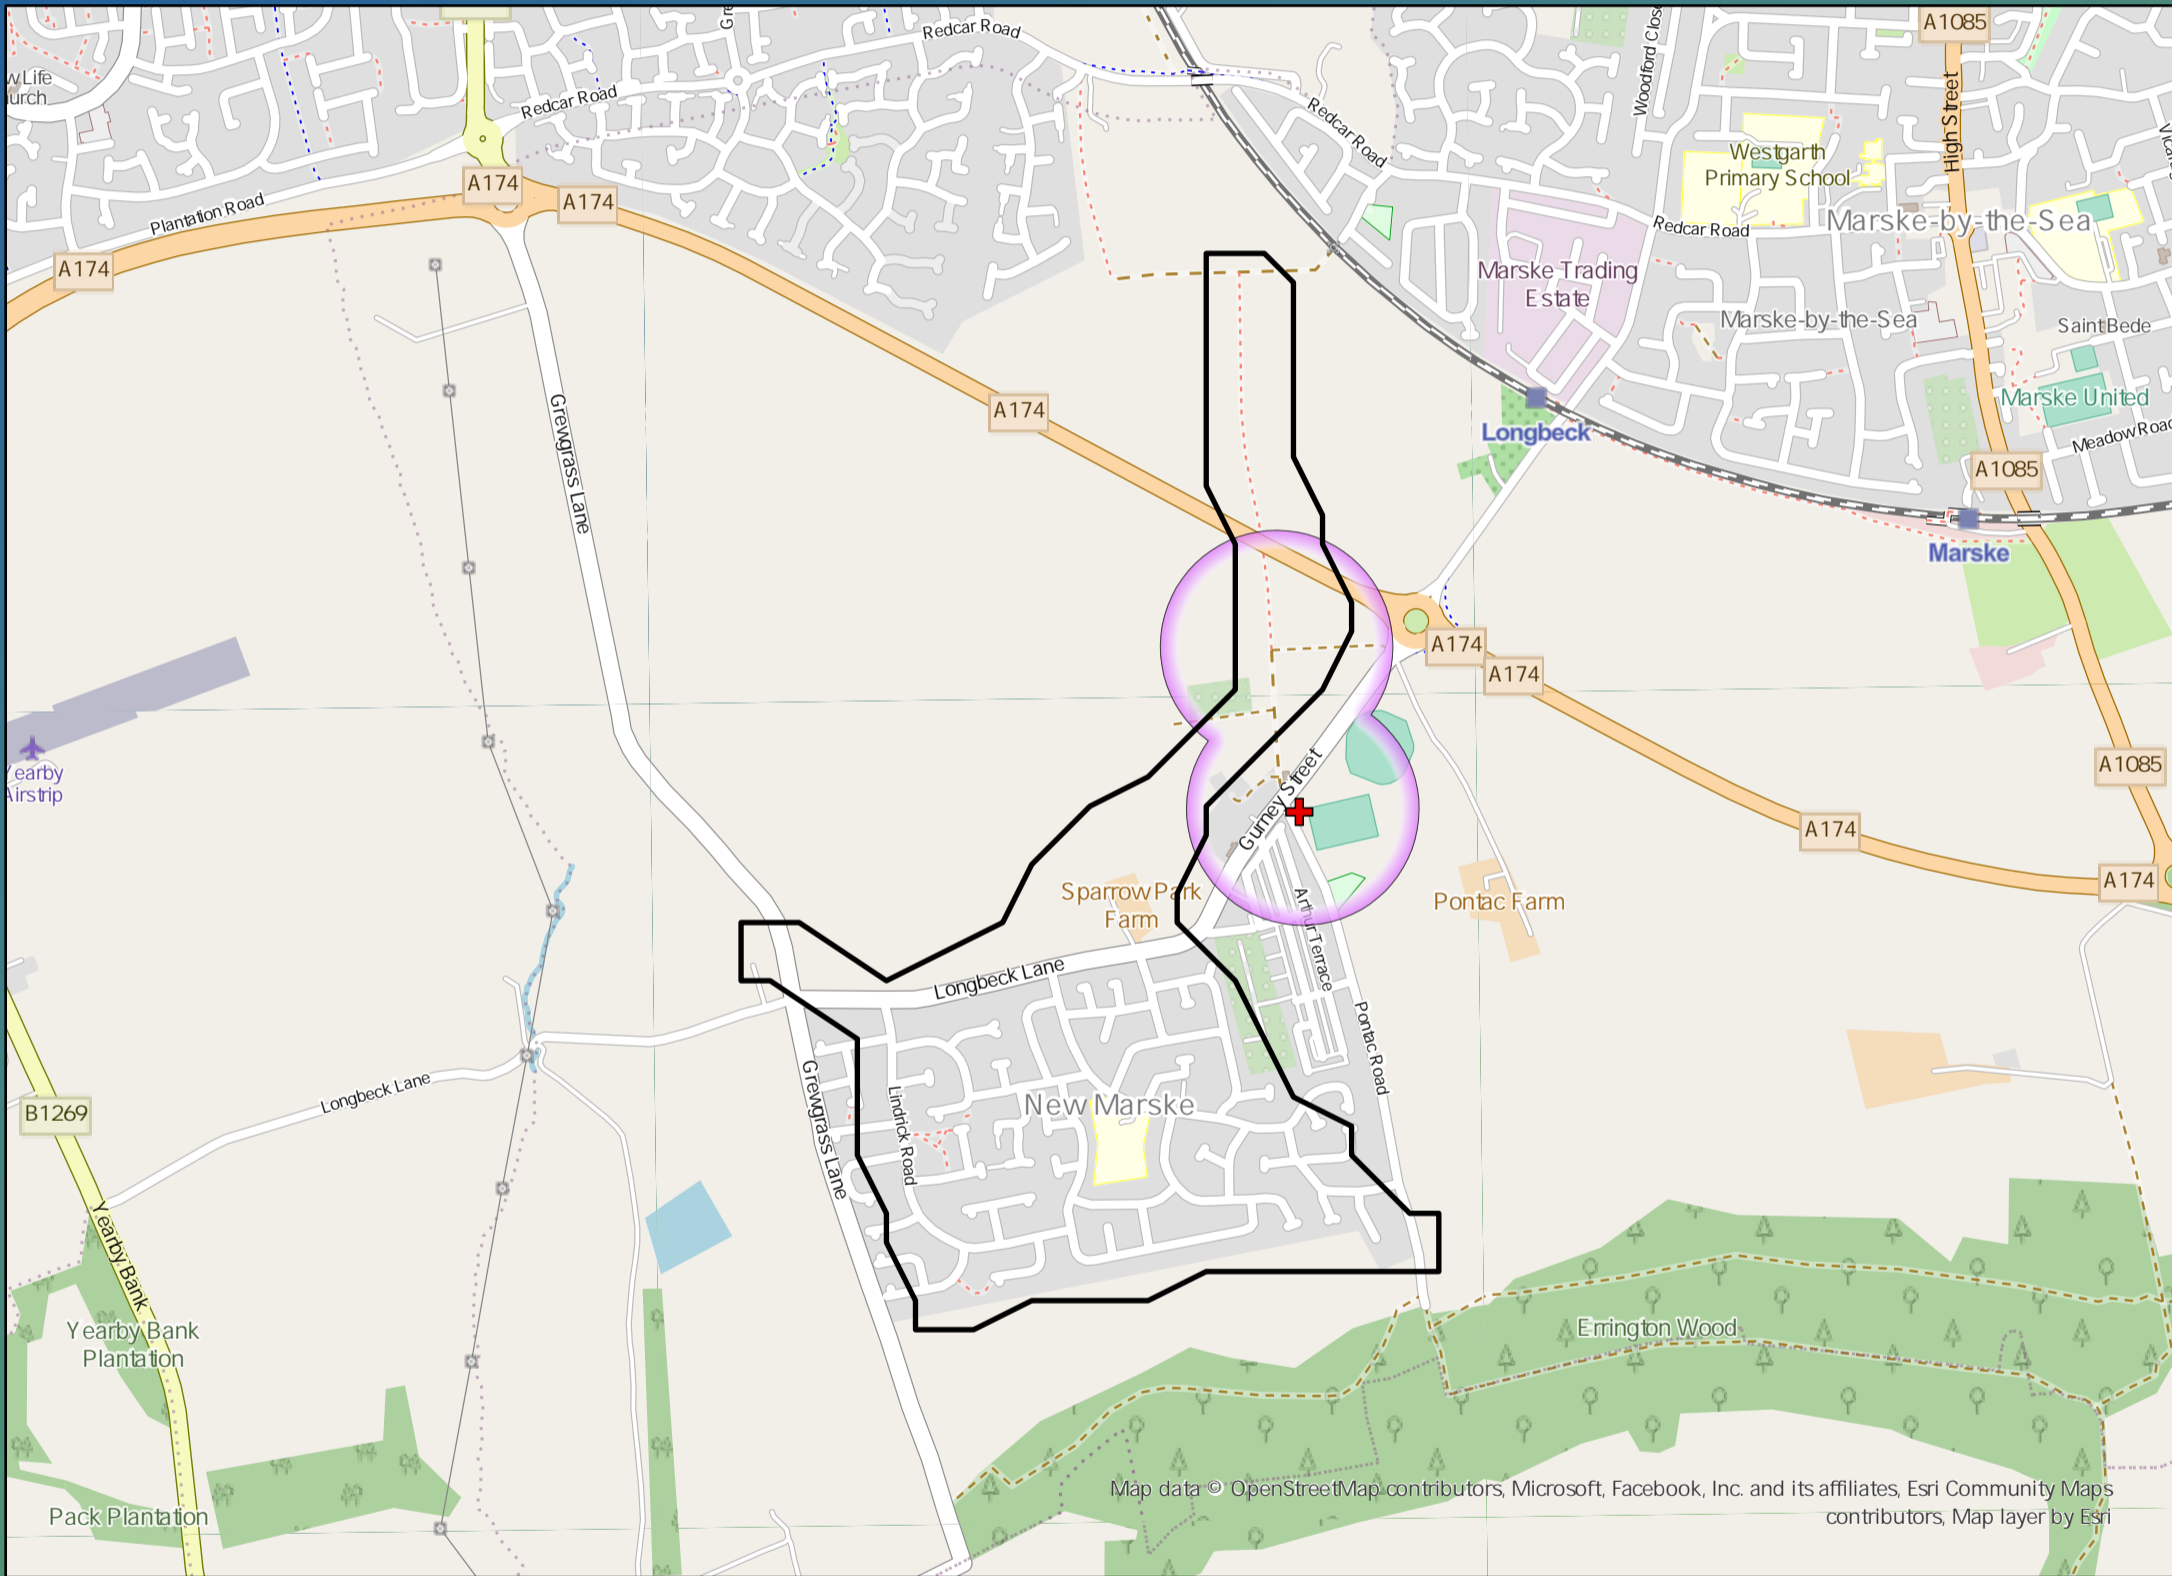 A1085
Redcar Road
Gre
Woodford Close
w Life
urch
High Street
Redcar Road
Redcar Road
Westgarth
Primary School
A174
A174
Plantation Road
Redcar Road
Marske-by-the-Sea
A174
Marske Trading
Estate
Marske-by-the-Sea
Saint Bede
A174
Marske United
Longbeck
Meadow Road
Grewgrass Lane
A1085
Marske
A174
A174
Yearby
Airstrip
Gurney Street
A1085
A174
Sparrow Park
Farm
Pontac Farm
A174
Arthur Terrace
Longbeck Lane
Pontac Road
Longbeck Lane
B1269
Grewgrass Lane
Lindrick Road
New Marske
Yearby Bank
Yearby Bank
Plantation
Errington Wood
Pack Plantation
Map data © OpenStreetMap contributors, Microsoft, Facebook, Inc. and its affiliates, Esri Community Maps
contributors, Map layer by Esri